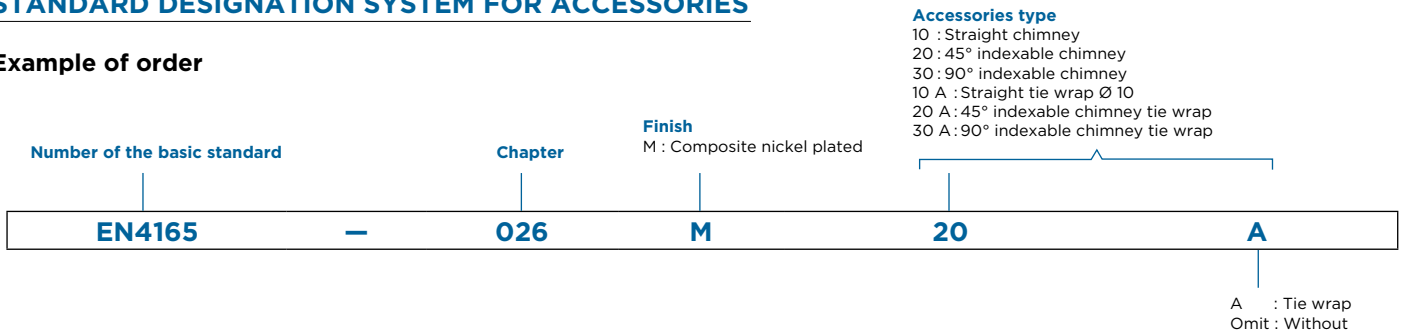 STANDARD DESIGNATION SYSTEM FOR ACCESSORIES
Example of order
Accessories type
10 : Straight chimney
20 : 45° indexable chimney
30 : 90° indexable chimney
10 A : Straight tie wrap Ø 10
20 A : 45° indexable chimney tie wrap
30 A : 90° indexable chimney tie wrap
Finish
M : Composite nickel plated
Number of the basic standard
Chapter
EN4165 — 026 M 20 A
A : Tie wrap
Omit : Without